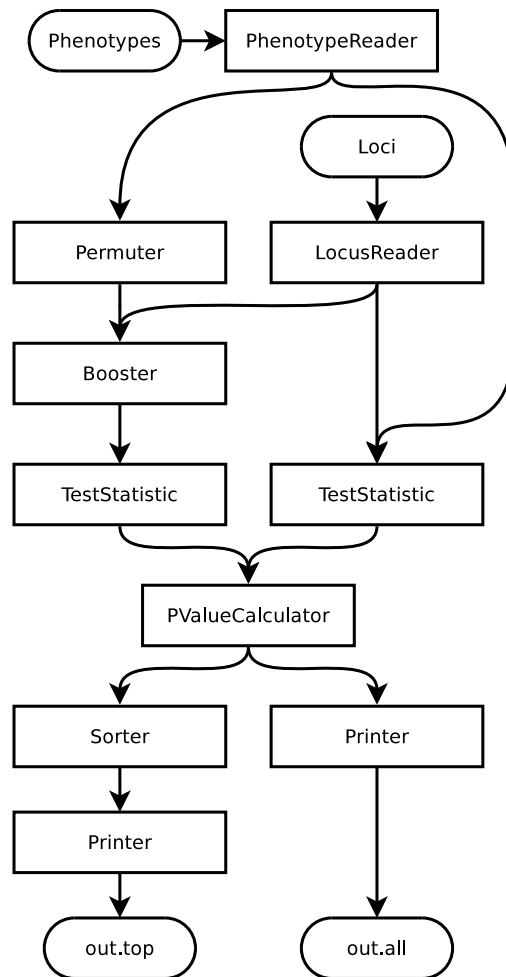 Phenotypes
PhenotypeReader
Loci
Permuter
LocusReader
Booster
TestStatistic
TestStatistic
PValueCalculator
Sorter
Printer
Printer
out.top
out.all